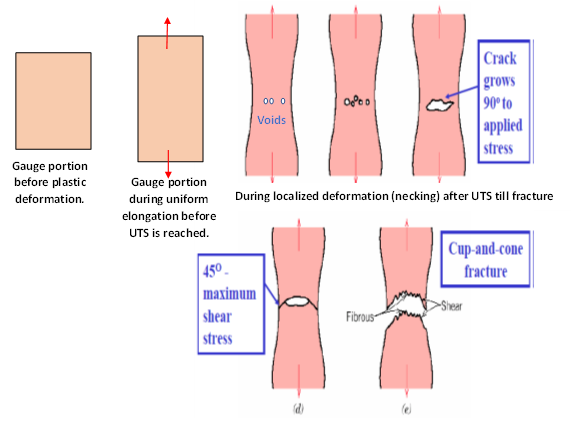 Voids
Crack
grows
90º to
applied
stress
Gauge portion
before plastic
deformation.
Gauge portion
during uniform
elongation before
UTS is reached.
During localized deformation (necking) after UTS till fracture
45º -
maximum
shear
stress
Cup-and-cone
fracture
Fibrous
Shear
(d)
(e)